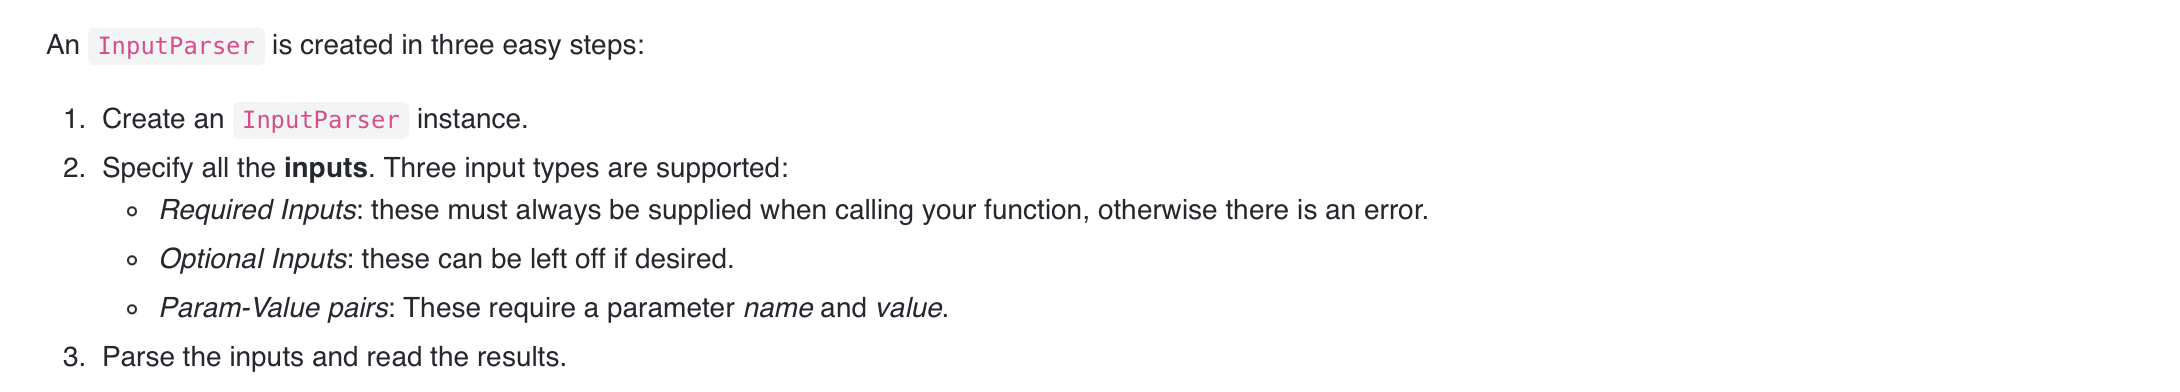 An InputParser is created in three easy steps:
1. Create an InputParser instance.
2. Specify all the inputs. Three input types are supported:
Required Inputs: these must always be supplied when calling your function, otherwise there is an error.
Optional Inputs: these can be left off if desired.
Param-Value pairs: These require a parameter name and value.
3. Parse the inputs and read the results.